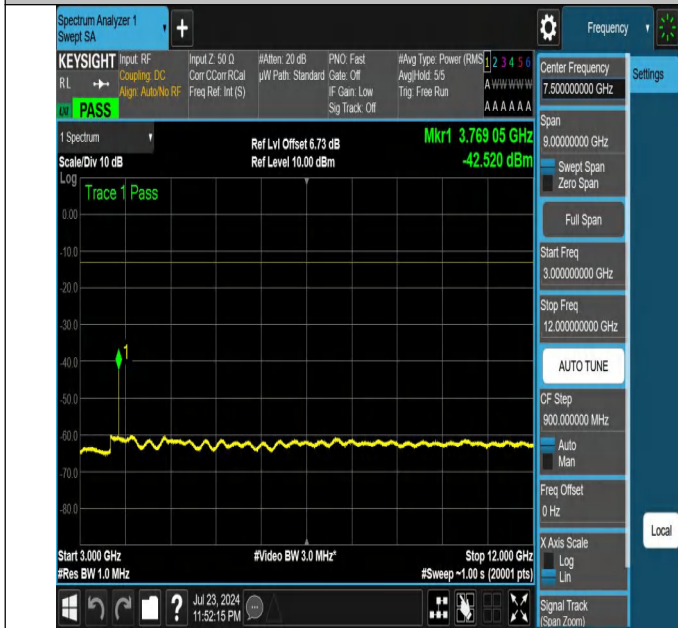 Spectrum Analyzer 1
Swept SA
+
Frequency
KEYSIGHT
RL
PASS
Input: RF
Coupling: DC
Align: Auto/No RF
Input Z: 50 Ω
Corr CCorr RCal
Freq Ref: Int (S)
#Atten: 20 dB
µW Path: Standard
PNO: Fast
Gate: Off
IF Gain: Low
Sig Track: Off
#Avg Type: Power (RMS
Avg|Hold: 5/5
Trig: Free Run
1 2 3 4 5 6
A W W W W W
A A A A A A
1 Spectrum
Scale/Div 10 dB
Log
Ref Lvl Offset 6.73 dB
Ref Level 10.00 dBm
Mkr1 3.769 05 GHz
-42.520 dBm
Trace 1 Pass
0.00
-10.0
-20.0
-30.0
-40.0
-50.0
-60.0
-70.0
-80.0
1
Start 3.000 GHz
#Res BW 1.0 MHz
#Video BW 3.0 MHz*
Stop 12.000 GHz
#Sweep ~1.00 s (20001 pts)
?
Jul 23, 2024
11:52:15 PM
Center Frequency
7.500000000 GHz
Settings
Span
9.00000000 GHz
Swept Span
Zero Span
Full Span
Start Freq
3.000000000 GHz
Stop Freq
12.000000000 GHz
AUTO TUNE
CF Step
900.000000 MHz
Auto
Man
Freq Offset
0 Hz
X Axis Scale
Log
Lin
Local
Signal Track
(Span Zoom)